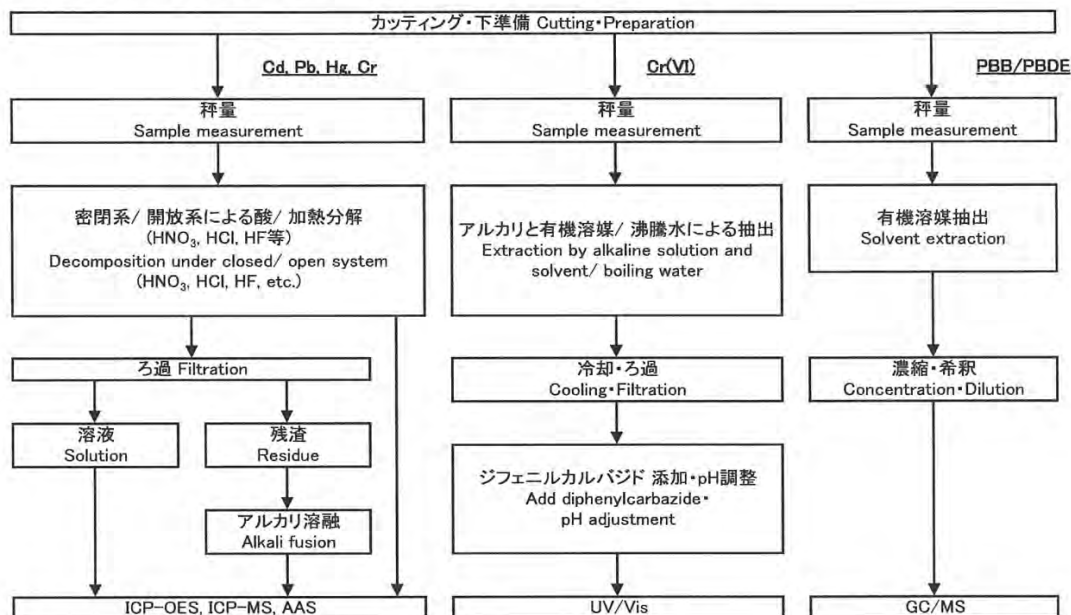 カッティング・下準備 Cutting・Preparation
Cd, Pb, Hg, Cr
Cr(VI)
PBB/PBDE
秤量
Sample measurement
秤量
Sample measurement
秤量
Sample measurement
密閉系/ 開放系による酸/ 加熱分解
(HNO₃, HCl, HF等)
Decomposition under closed/ open system
(HNO₃, HCl, HF, etc.)
アルカリと有機溶媒/ 沸騰水による抽出
Extraction by alkaline solution and
solvent/ boiling water
有機溶媒抽出
Solvent extraction
ろ過 Filtration
冷却・ろ過
Cooling・Filtration
濃縮・希釈
Concentration・Dilution
溶液
Solution
残渣
Residue
ジフェニルカルバジド 添加・pH調整
Add diphenylcarbazide・
pH adjustment
アルカリ溶融
Alkali fusion
ICP-OES, ICP-MS, AAS
UV/Vis
GC/MS